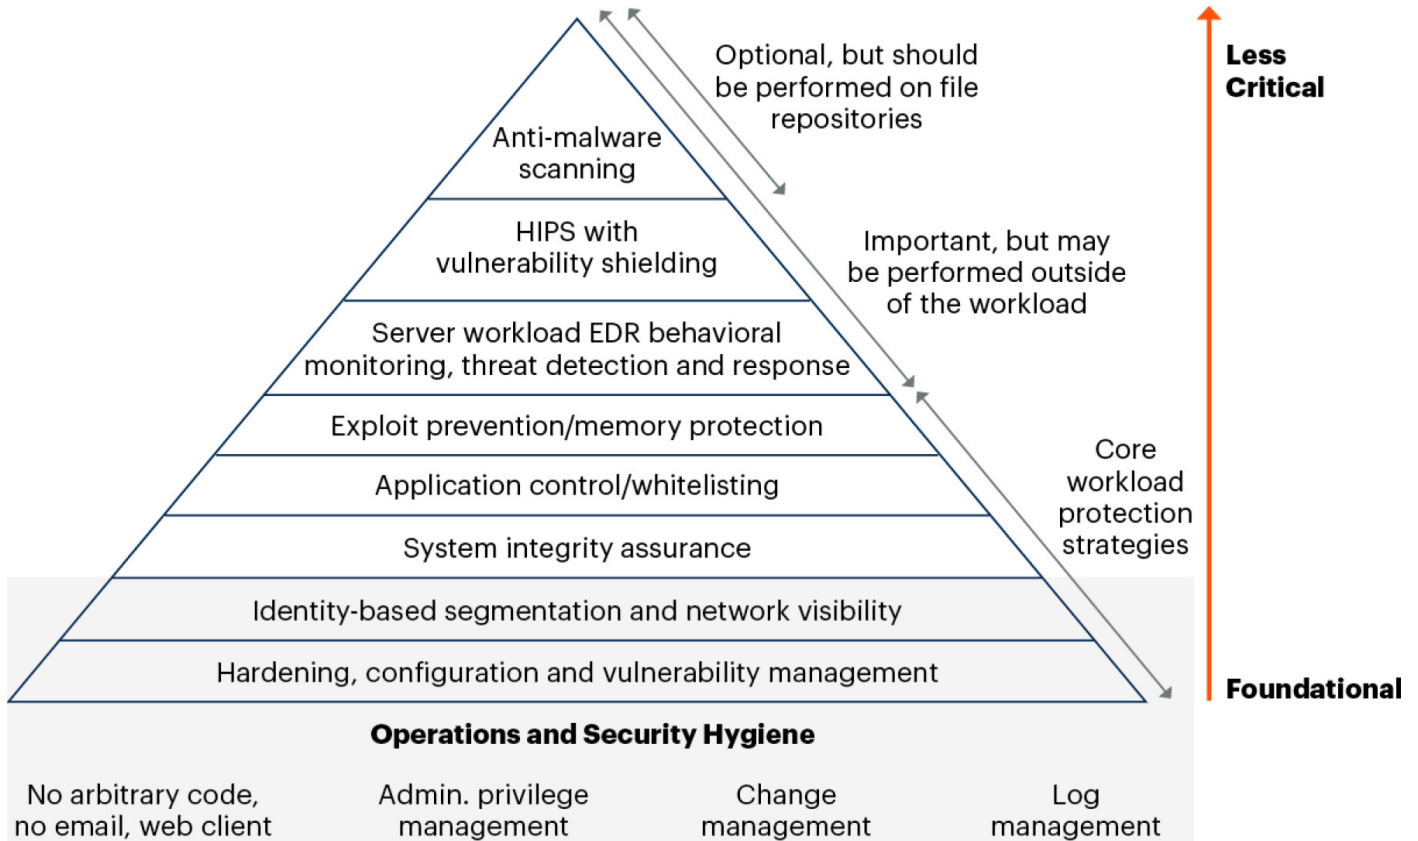 Optional, but should
be performed on file
repositories
Less
Critical
Anti-malware
scanning
HIPS with
vulnerability shielding
Important, but may
be performed outside
of the workload
Server workload EDR behavioral
monitoring, threat detection and response
Exploit prevention/memory protection
Application control/whitelisting
System integrity assurance
Core
workload
protection
strategies
Identity-based segmentation and network visibility
Hardening, configuration and vulnerability management
Foundational
Operations and Security Hygiene
No arbitrary code,
no email, web client
Admin. privilege
management
Change
management
Log
management